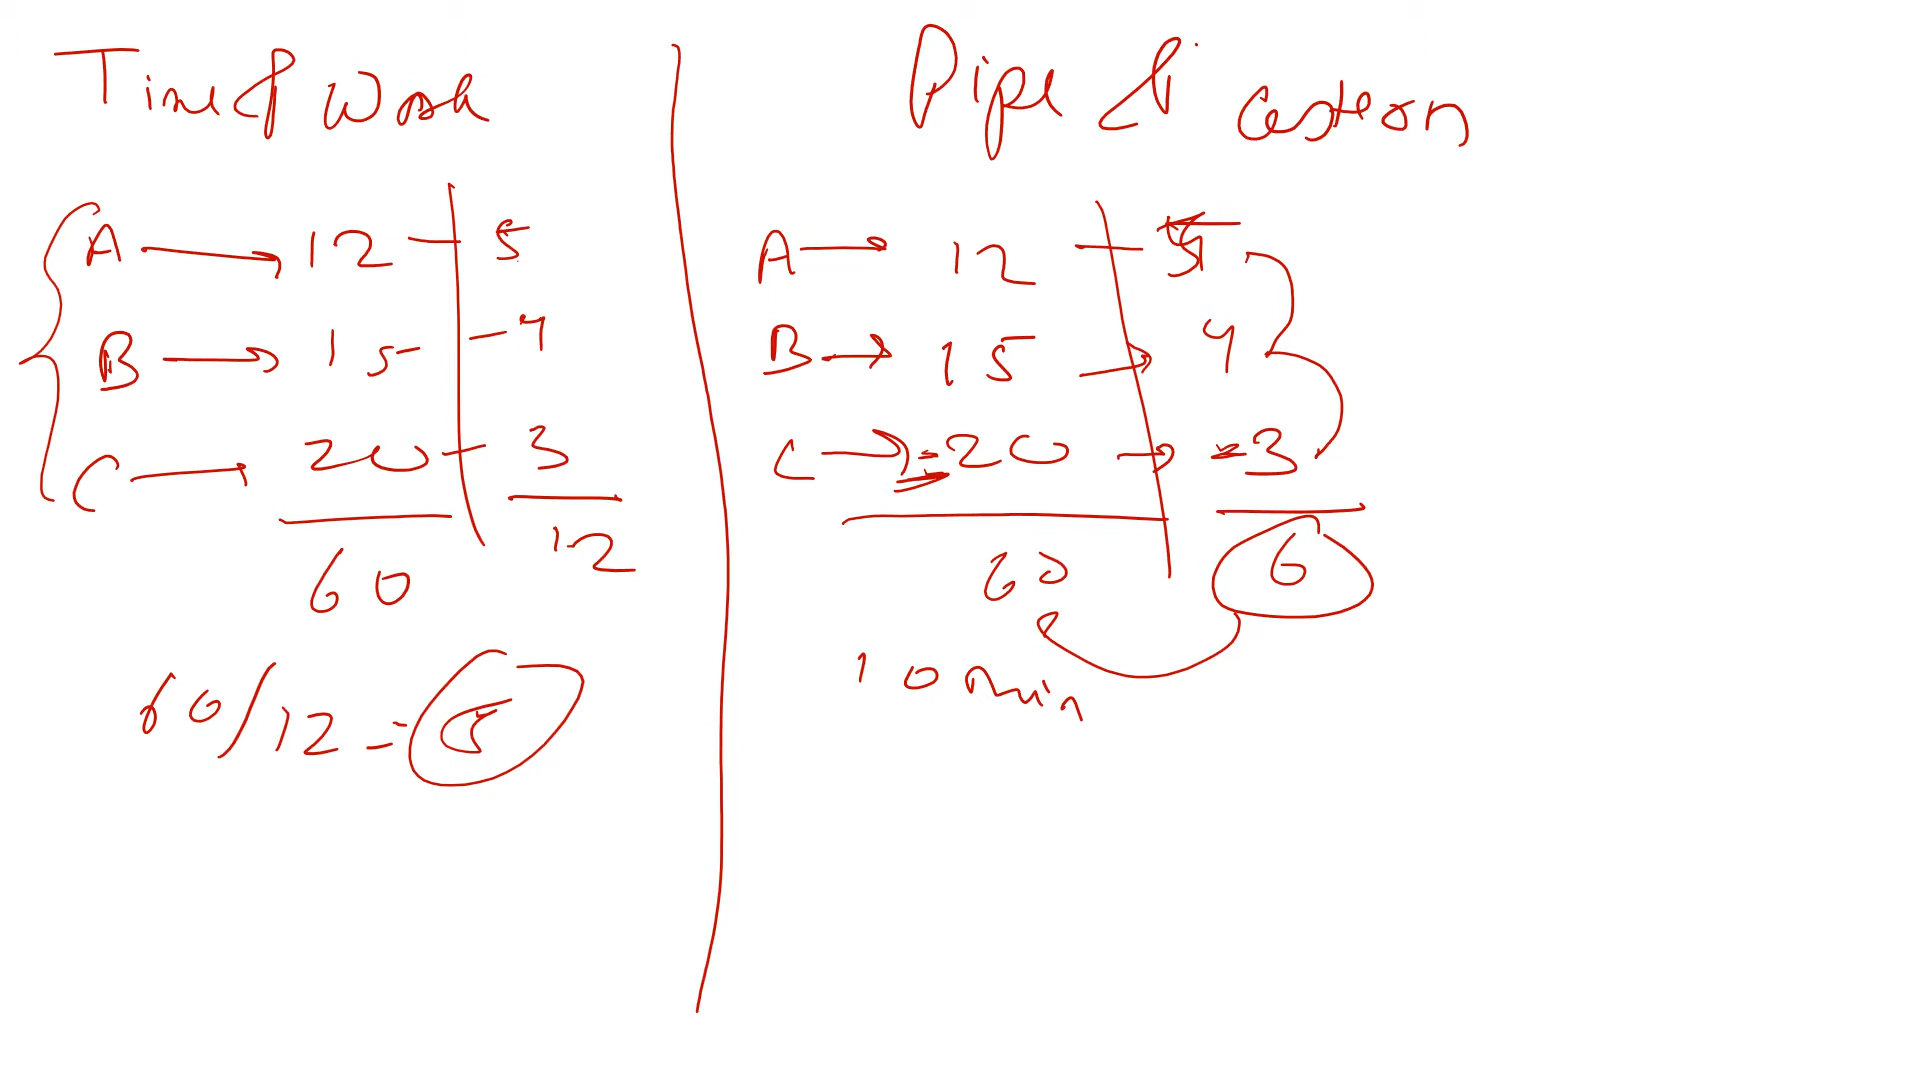 Time & Work
A → 12 - 5
B → 15 - 4
C → 20 - 3
60
12
60/12 = 5
Pipe & Cestern
A → 12 - 5
B → 15 → 4
C → -20 → -3
60
6
10 min